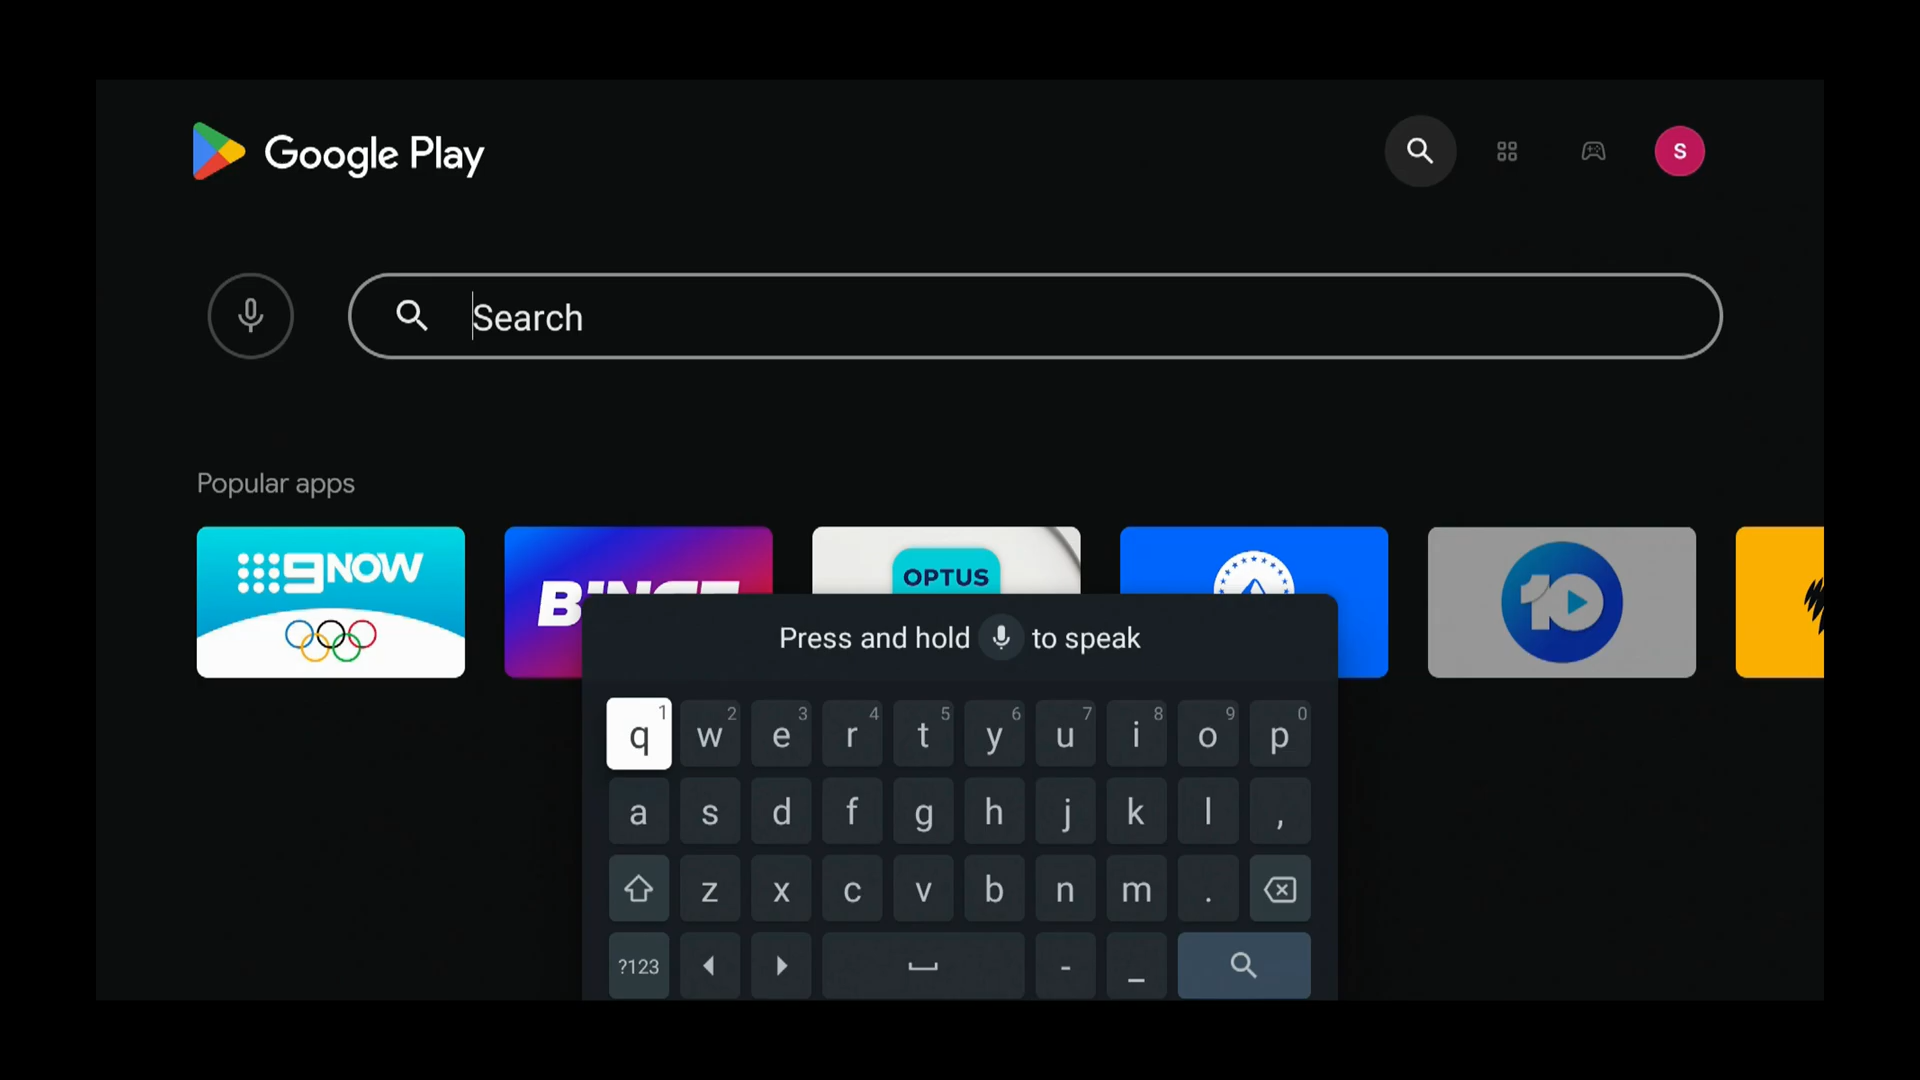 Google Play
S
Search
Popular apps
9NOW
OPTUS
10
Press and hold to speak
q 1 w 2 e 3 r 4 t 5 y 6 u 7 i 8 o 9 p 0
a s d f g h j k l ,
z x c v b n m .
?123 - _